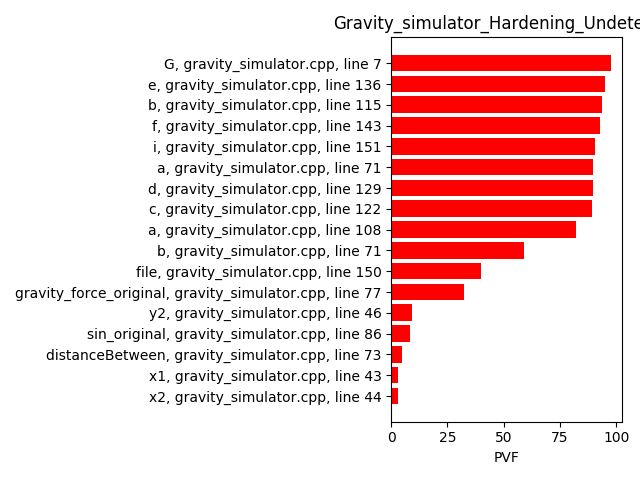 Gravity_simulator_Hardening_Undete
G, gravity_simulator.cpp, line 7
e, gravity_simulator.cpp, line 136
b, gravity_simulator.cpp, line 115
f, gravity_simulator.cpp, line 143
i, gravity_simulator.cpp, line 151
a, gravity_simulator.cpp, line 71
d, gravity_simulator.cpp, line 129
c, gravity_simulator.cpp, line 122
a, gravity_simulator.cpp, line 108
b, gravity_simulator.cpp, line 71
file, gravity_simulator.cpp, line 150
gravity_force_original, gravity_simulator.cpp, line 77
y2, gravity_simulator.cpp, line 46
sin_original, gravity_simulator.cpp, line 86
distanceBetween, gravity_simulator.cpp, line 73
x1, gravity_simulator.cpp, line 43
x2, gravity_simulator.cpp, line 44
0 25 50 75 100
PVF